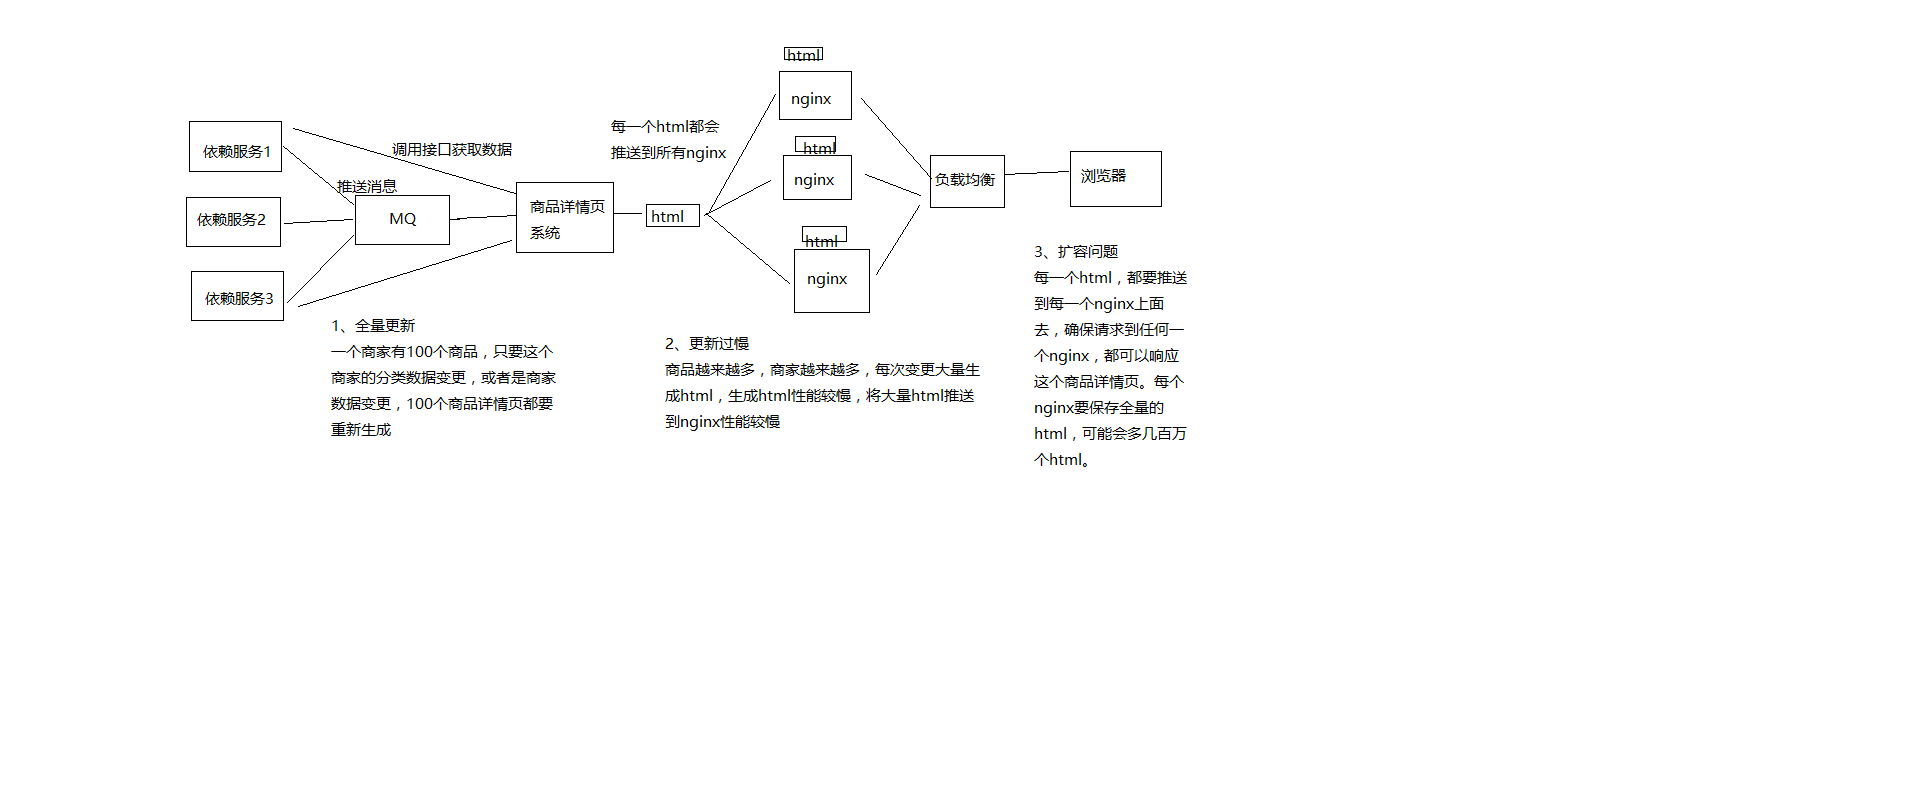 依赖服务1
依赖服务2
依赖服务3
调用接口获取数据
推送消息
MQ
商品详情页
系统
每一个html都会
推送到所有nginx
html
html
nginx
html
nginx
html
nginx
负载均衡
浏览器
1、全量更新
一个商家有100个商品，只要这个
商家的分类数据变更，或者是商家
数据变更，100个商品详情页都要
重新生成
2、更新过慢
商品越来越多，商家越来越多，每次变更大量生
成html，生成html性能较慢，将大量html推送
到nginx性能较慢
3、扩容问题
每一个html，都要推送
到每一个nginx上面
去，确保请求到任何一
个nginx，都可以响应
这个商品详情页。每个
nginx要保存全量的
html，可能会多几百万
个html。